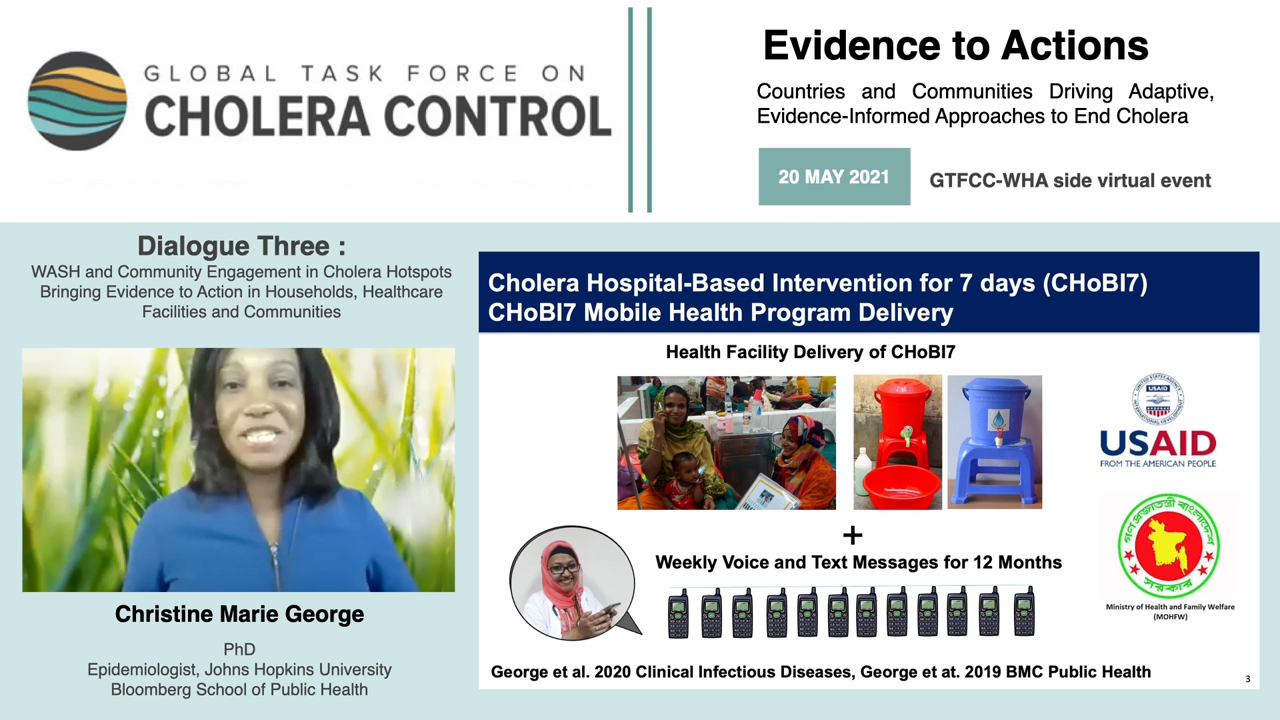 GLOBAL TASK FORCE ON
CHOLERA CONTROL
Evidence to Actions
Countries and Communities Driving Adaptive,
Evidence-Informed Approaches to End Cholera
20 MAY 2021
GTFCC-WHA side virtual event
Dialogue Three :
WASH and Community Engagement in Cholera Hotspots
Bringing Evidence to Action in Households, Healthcare
Facilities and Communities
Christine Marie George
PhD
Epidemiologist, Johns Hopkins University
Bloomberg School of Public Health
Cholera Hospital-Based Intervention for 7 days (CHoBI7)
CHoBI7 Mobile Health Program Delivery
Health Facility Delivery of CHoBI7
+
Weekly Voice and Text Messages for 12 Months
USAID
USAID
FROM THE AMERICAN PEOPLE
গণপ্রজাতন্ত্রী বাংলাদেশ
সরকার
Ministry of Health and Family Welfare
(MOHFW)
George et al. 2020 Clinical Infectious Diseases, George et at. 2019 BMC Public Health
3